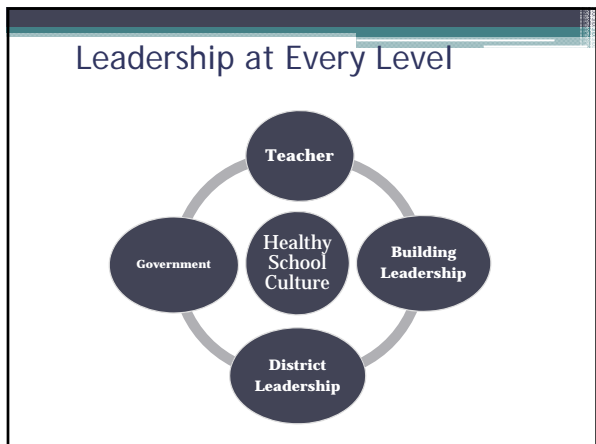 Leadership at Every Level
Teacher
Government
Healthy
School
Culture
Building
Leadership
District
Leadership